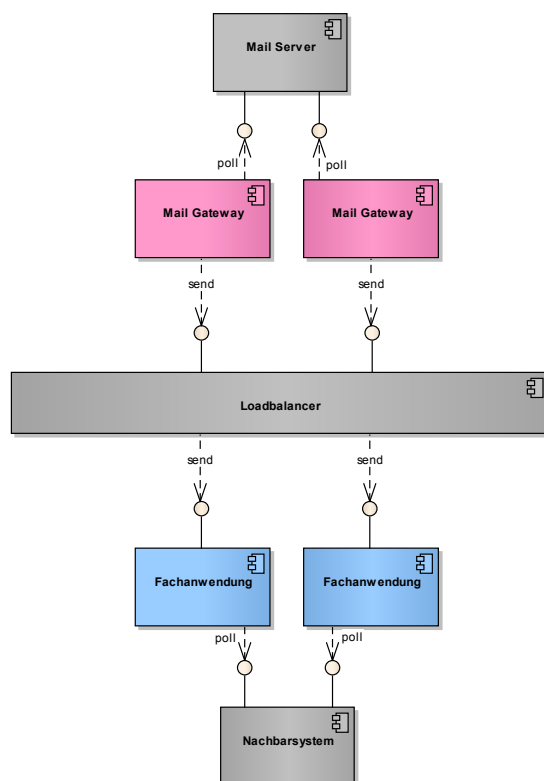 Mail Server
poll
poll
Mail Gateway
Mail Gateway
send
send
Loadbalancer
send
send
Fachanwendung
Fachanwendung
poll
poll
Nachbarsystem